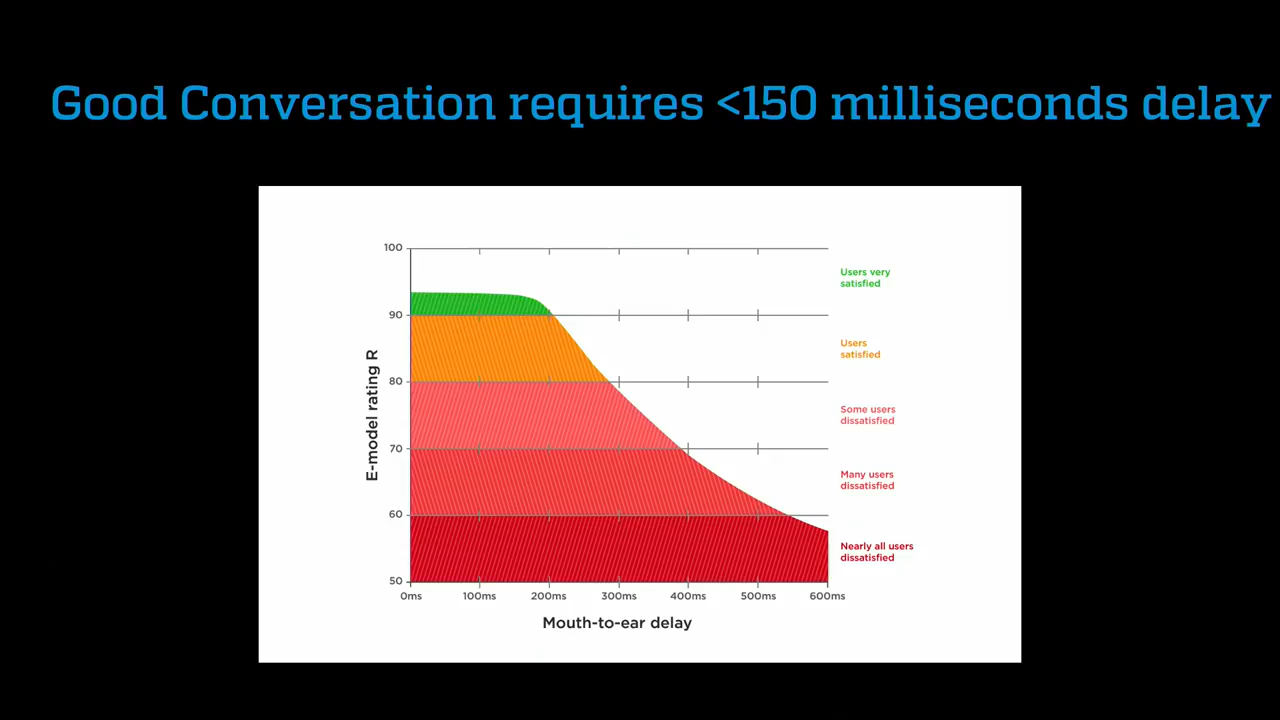 Good Conversation requires <150 milliseconds delay
100
90
80
70
60
50
E-model rating R
0ms 100ms 200ms 300ms 400ms 500ms 600ms
Mouth-to-ear delay
Users very
satisfied
Users
satisfied
Some users
dissatisfied
Many users
dissatisfied
Nearly all users
dissatisfied